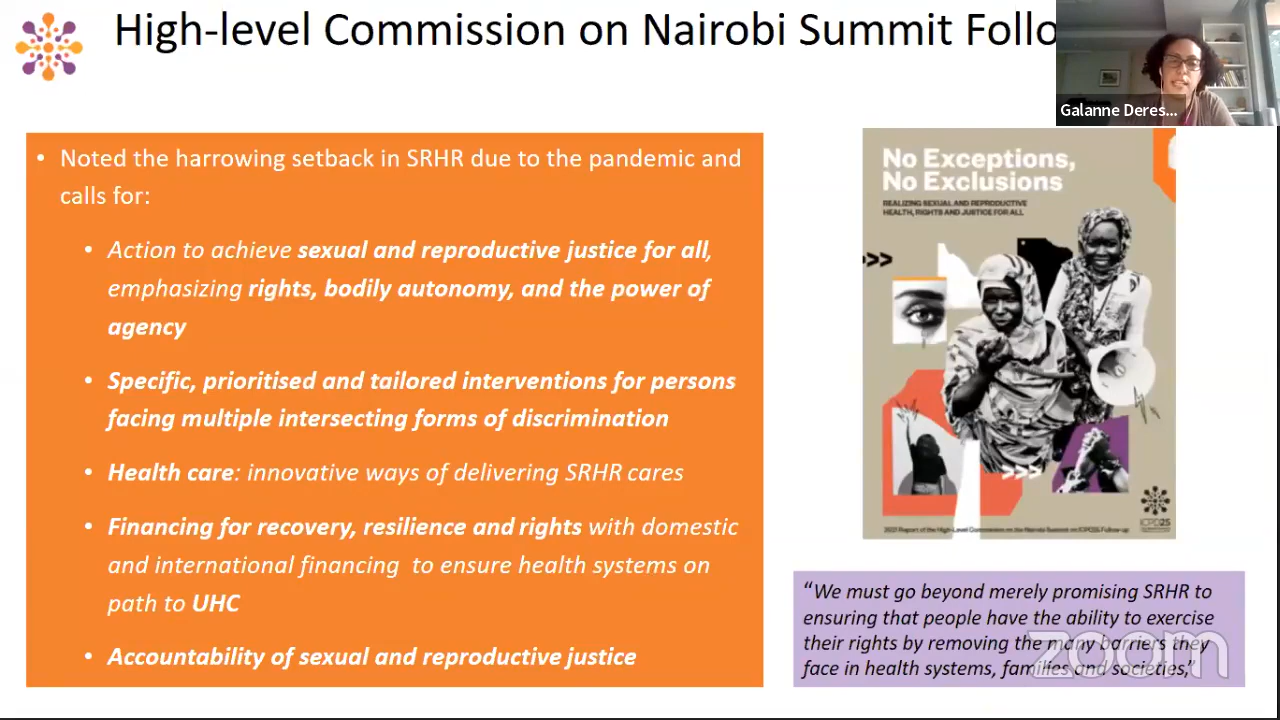 High-level Commission on Nairobi Summit Follo
Galanne Deres...
• Noted the harrowing setback in SRHR due to the pandemic and
calls for:
• Action to achieve sexual and reproductive justice for all,
emphasizing rights, bodily autonomy, and the power of
agency
• Specific, prioritised and tailored interventions for persons
facing multiple intersecting forms of discrimination
• Health care: innovative ways of delivering SRHR cares
• Financing for recovery, resilience and rights with domestic
and international financing to ensure health systems on
path to UHC
• Accountability of sexual and reproductive justice
No Exceptions,
No Exclusions
REALIZING SEXUAL AND REPRODUCTIVE
HEALTH, RIGHTS AND JUSTICE FOR ALL
>>>
>>>
ICPD25
2021 Report of the High-Level Commission on the Nairobi Summit on ICPD25 Follow-up
“We must go beyond merely promising SRHR to
ensuring that people have the ability to exercise
their rights by removing the many barriers they
face in health systems, families and societies,”
zoom